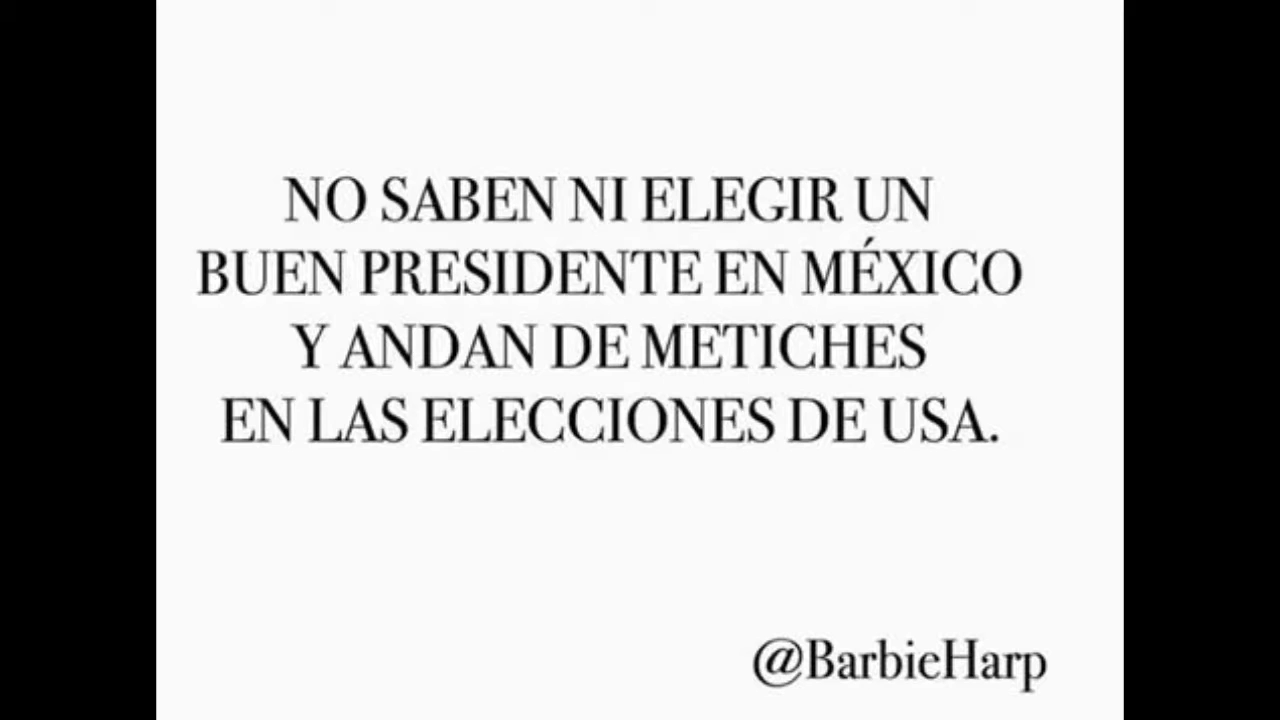 NO SABEN NI ELEGIR UN
BUEN PRESIDENTE EN MÉXICO
Y ANDAN DE METICHES
EN LAS ELECCIONES DE USA.
@BarbieHarp